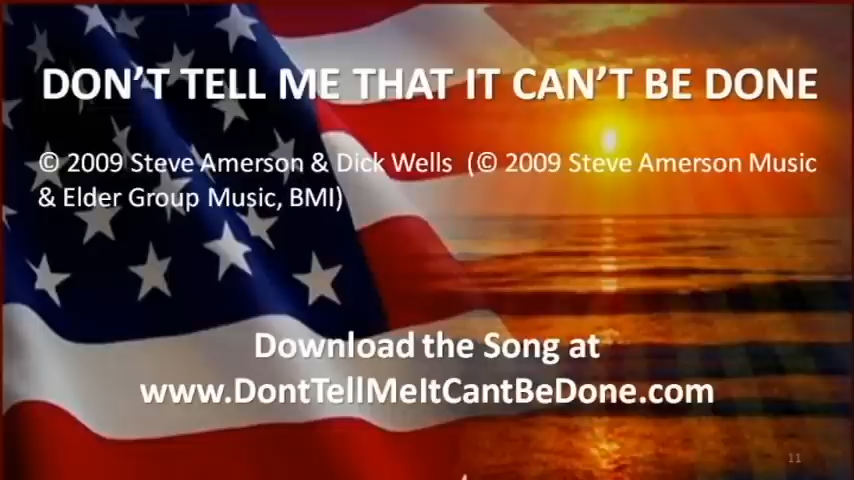 DON’T TELL ME THAT IT CAN’T BE DONE
© 2009 Steve Amerson & Dick Wells (© 2009 Steve Amerson Music
& Elder Group Music, BMI)
Download the Song at
www.DontTellMeItCantBeDone.com
11